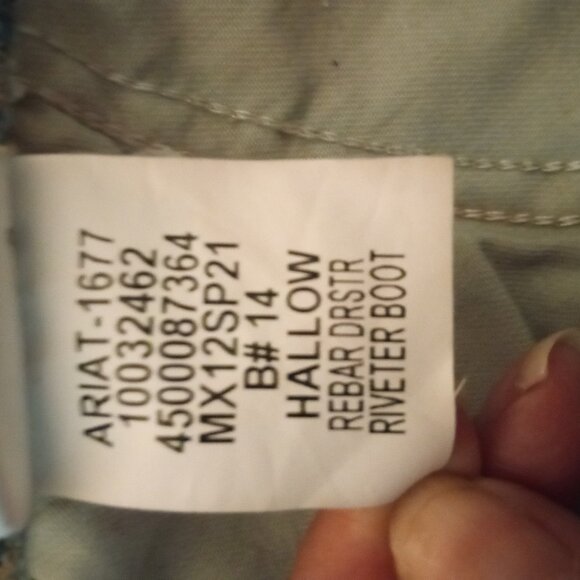 ARIAT-1677
10032462
4500087364
MX12SP21
B# 14
HALLOW
REBAR DRSTR
RIVETER BOOT